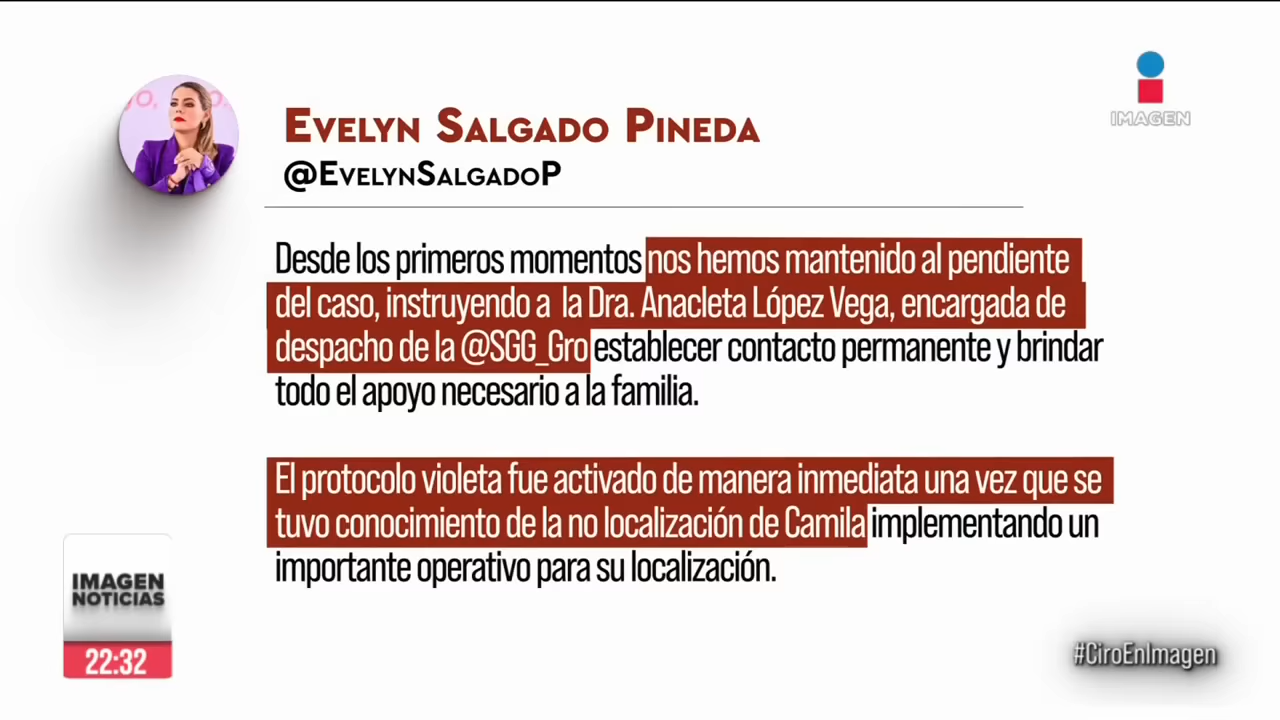 EVELYN SALGADO PINEDA
@EVELYNSALGADOP
IMAGEN
Desde los primeros momentos nos hemos mantenido al pendiente
del caso, instruyendo a la Dra. Anacleta López Vega, encargada de
despacho de la @SGG_Gro establecer contacto permanente y brindar
todo el apoyo necesario a la familia.
El protocolo violeta fue activado de manera inmediata una vez que se
tuvo conocimiento de la no localización de Camila implementando un
importante operativo para su localización.
IMAGEN
NOTICIAS
22:32
#CiroEnImagen